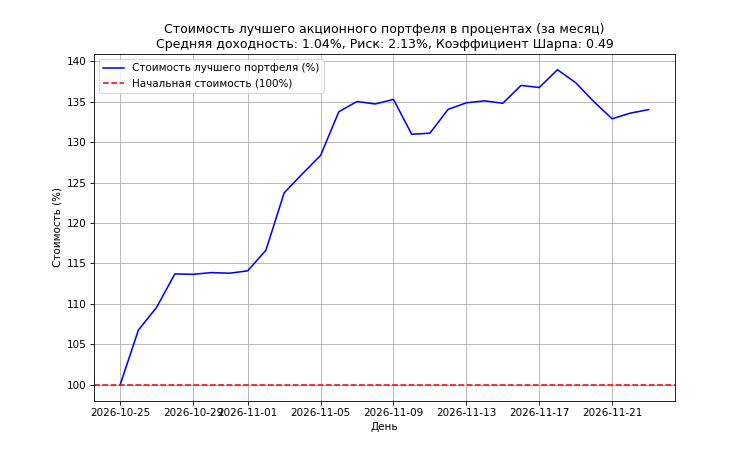 Стоимость лучшего акционного портфеля в процентах (за месяц)
Средняя доходность: 1.04%, Риск: 2.13%, Коэффициент Шарпа: 0.49
Стоимость лучшего портфеля (%)
Начальная стоимость (100%)
Стоимость (%)
140
135
130
125
120
115
110
105
100
2026-10-25 2026-10-29 2026-11-01 2026-11-05 2026-11-09 2026-11-13 2026-11-17 2026-11-21
День